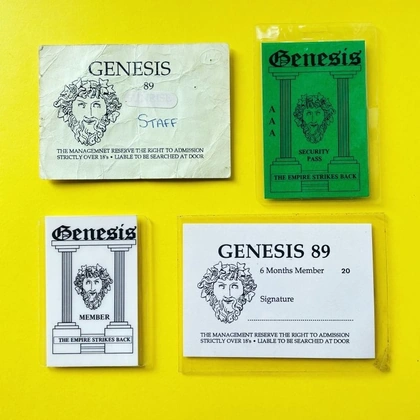 GENESIS
89
STAFF
THE MANAGEMNET RESERVE THE RIGHT TO ADMISSION
STRICTLY OVER 18's • LIABLE TO BE SEARCHED AT DOOR
Genesis
A A A
SECURITY
PASS
THE EMPIRE STRIKES BACK
Genesis
MEMBER
THE EMPIRE STRIKES BACK
GENESIS 89
6 Months Member 20
Signature
THE MANAGEMENT RESERVE THE RIGHT TO ADMISSION
STRICTLY OVER 18's • LIABLE TO BE SEARCHED AT DOOR